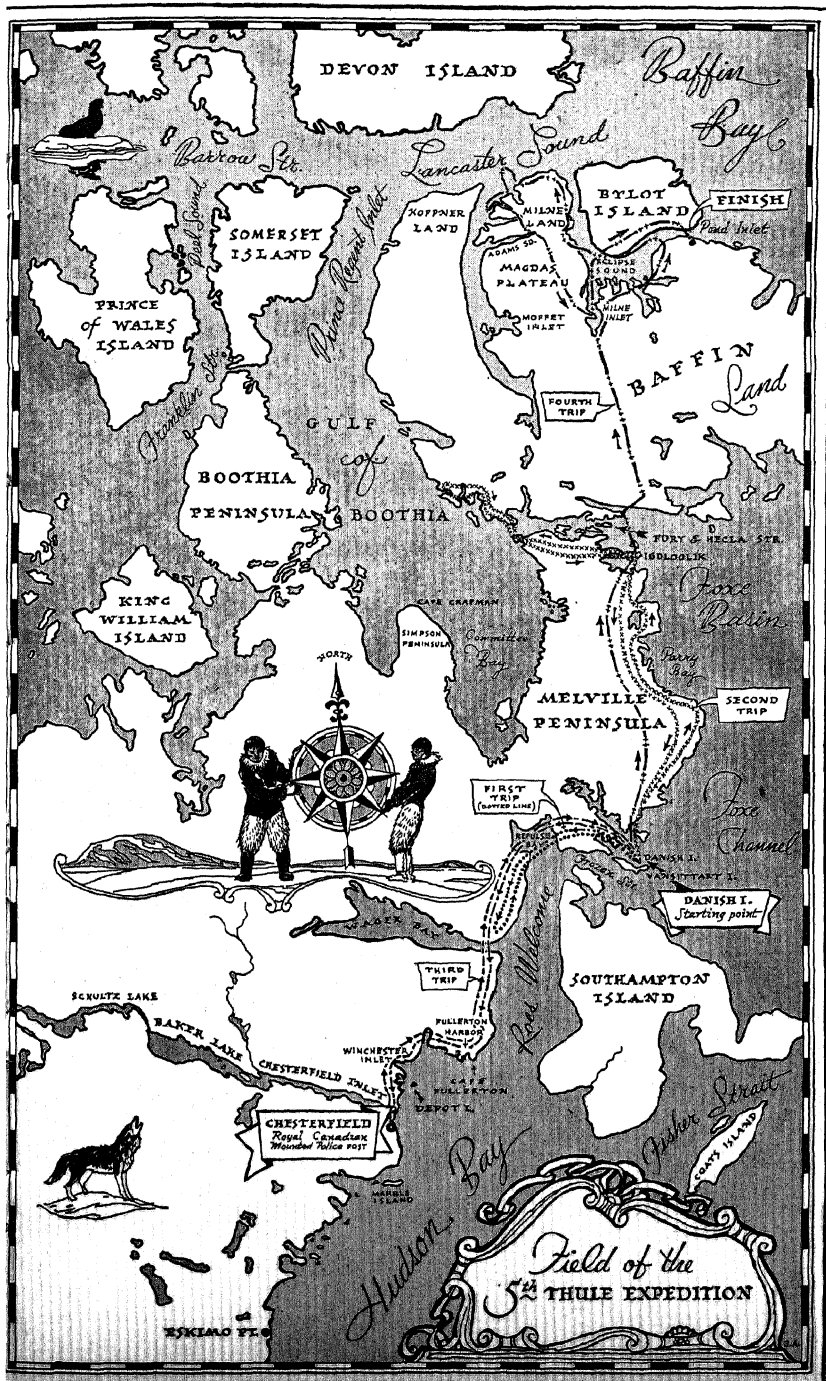 DEVON ISLAND
Baffin
Bay
Barrow Str.
Lancaster Sound
Peel Sound
SOMERSET
ISLAND
Prince Regent Inlet
MILNE
LAND
BYLOT
ISLAND
FINISH
Pond Inlet
ADAMS SD.
MAGDAS
PLATEAU
ECLIPSE
SOUND
MILNE
INLET
MOFFET
INLET
PRINCE
of WALES
ISLAND
Franklin Str.
BAFFIN
Land
FOURTH
TRIP
GULF
of
BOOTHIA
BOOTHIA
PENINSULA
FURY & HECLA STR.
IGDLOOLIK
KING
WILLIAM
ISLAND
CAPE CHAPMAN
SIMPSON
PENINSULA
Committee
Bay
Foxe
Basin
Parry
Bay
NORTH
MELVILLE
PENINSULA
SECOND
TRIP
FIRST
TRIP
(DOTTED LINE)
Foxe
Channel
REPULSE
Frozen Str.
DANISH I.
VANSITTART I.
DANISH I.
Starting point
WAGER BAY
Roes Welcome
THIRD
TRIP
SOUTHAMPTON
ISLAND
SCHULTZ LAKE
BAKER LAKE
CHESTERFIELD INLET
FULLERTON
HARBOR
WINCHESTER
INLET
CAPE
FULLERTON
DEPOT I.
CHESTERFIELD
Royal Canadian
Mounted Police POST
MARBLE
ISLAND
Fisher Strait
COATS ISLAND
Hudson Bay
ESKIMO PT.
Field of the
5th THULE EXPEDITION